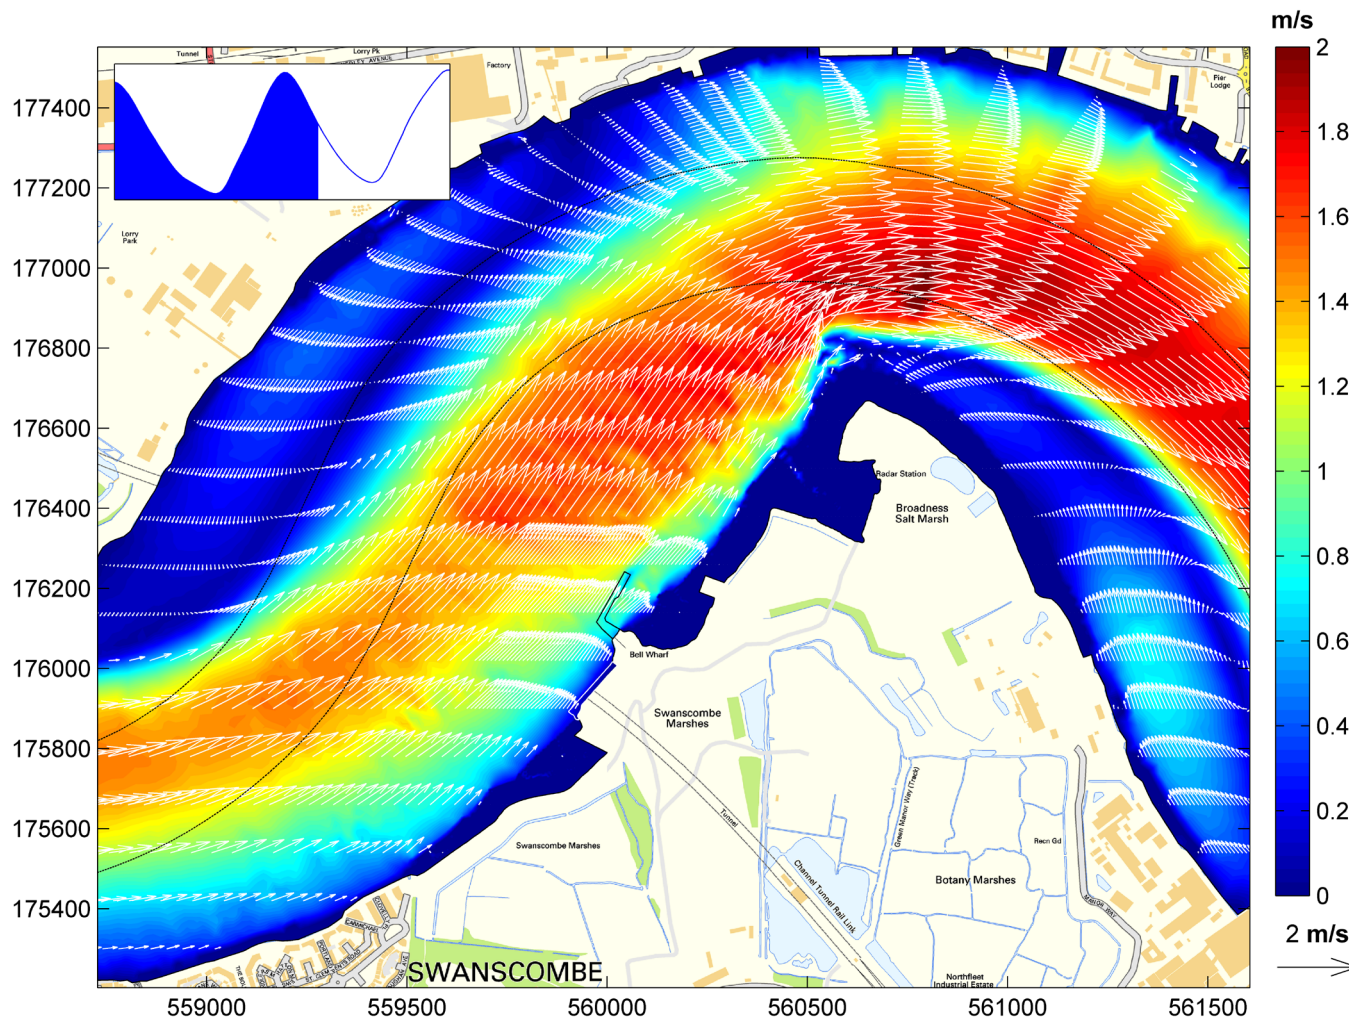 m/s
2
1.8
1.6
1.4
1.2
1
0.8
0.6
0.4
0.2
0
2 m/s
177400
177200
177000
176800
176600
176400
176200
176000
175800
175600
175400
559000
559500
560000
560500
561000
561500
Tunnel
Lorry Pk
AVENUE
Factory
Pier
Lodge
Lorry
Park
Radar Station
Broadness
Salt Marsh
Bell Wharf
Swanscombe
Marshes
Tunnel
Green Manor Way (Track)
Swanscombe Marshes
Recn Gd
Channel Tunnel Rail Link
Botany Marshes
MANOR WAY
SWANSCOMBE
Northfleet
Industrial Estate